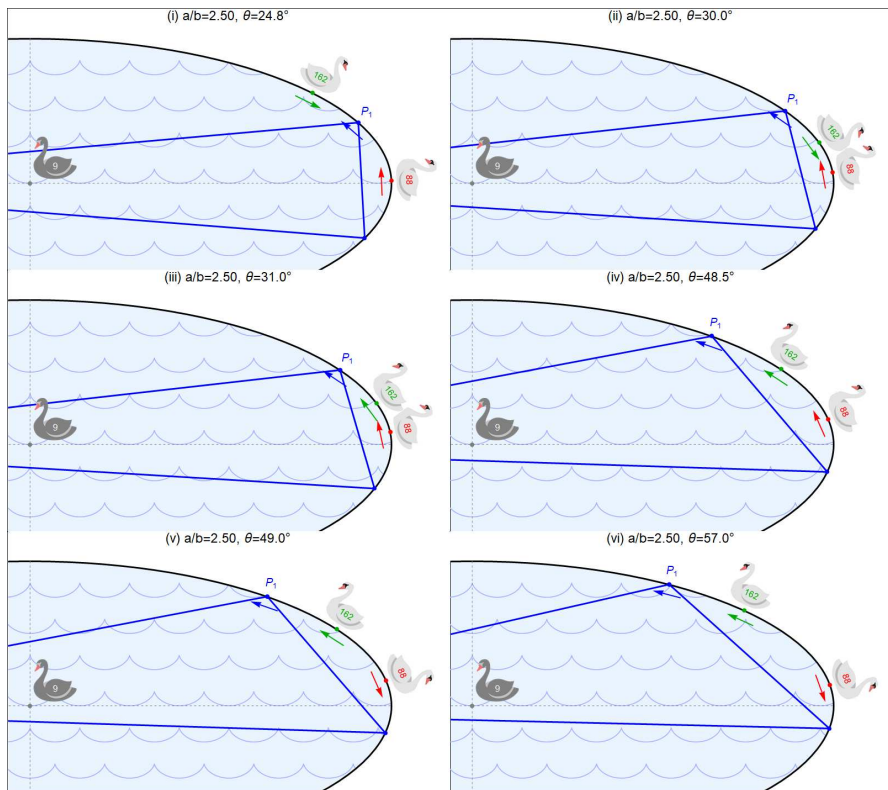 (i) a/b=2.50, θ=24.8°
162
P₁
9
88
(ii) a/b=2.50, θ=30.0°
P₁
162
9
88
(iii) a/b=2.50, θ=31.0°
P₁
162
9
88
(iv) a/b=2.50, θ=48.5°
P₁
162
88
9
(v) a/b=2.50, θ=49.0°
P₁
162
88
9
(vi) a/b=2.50, θ=57.0°
P₁
162
88
9